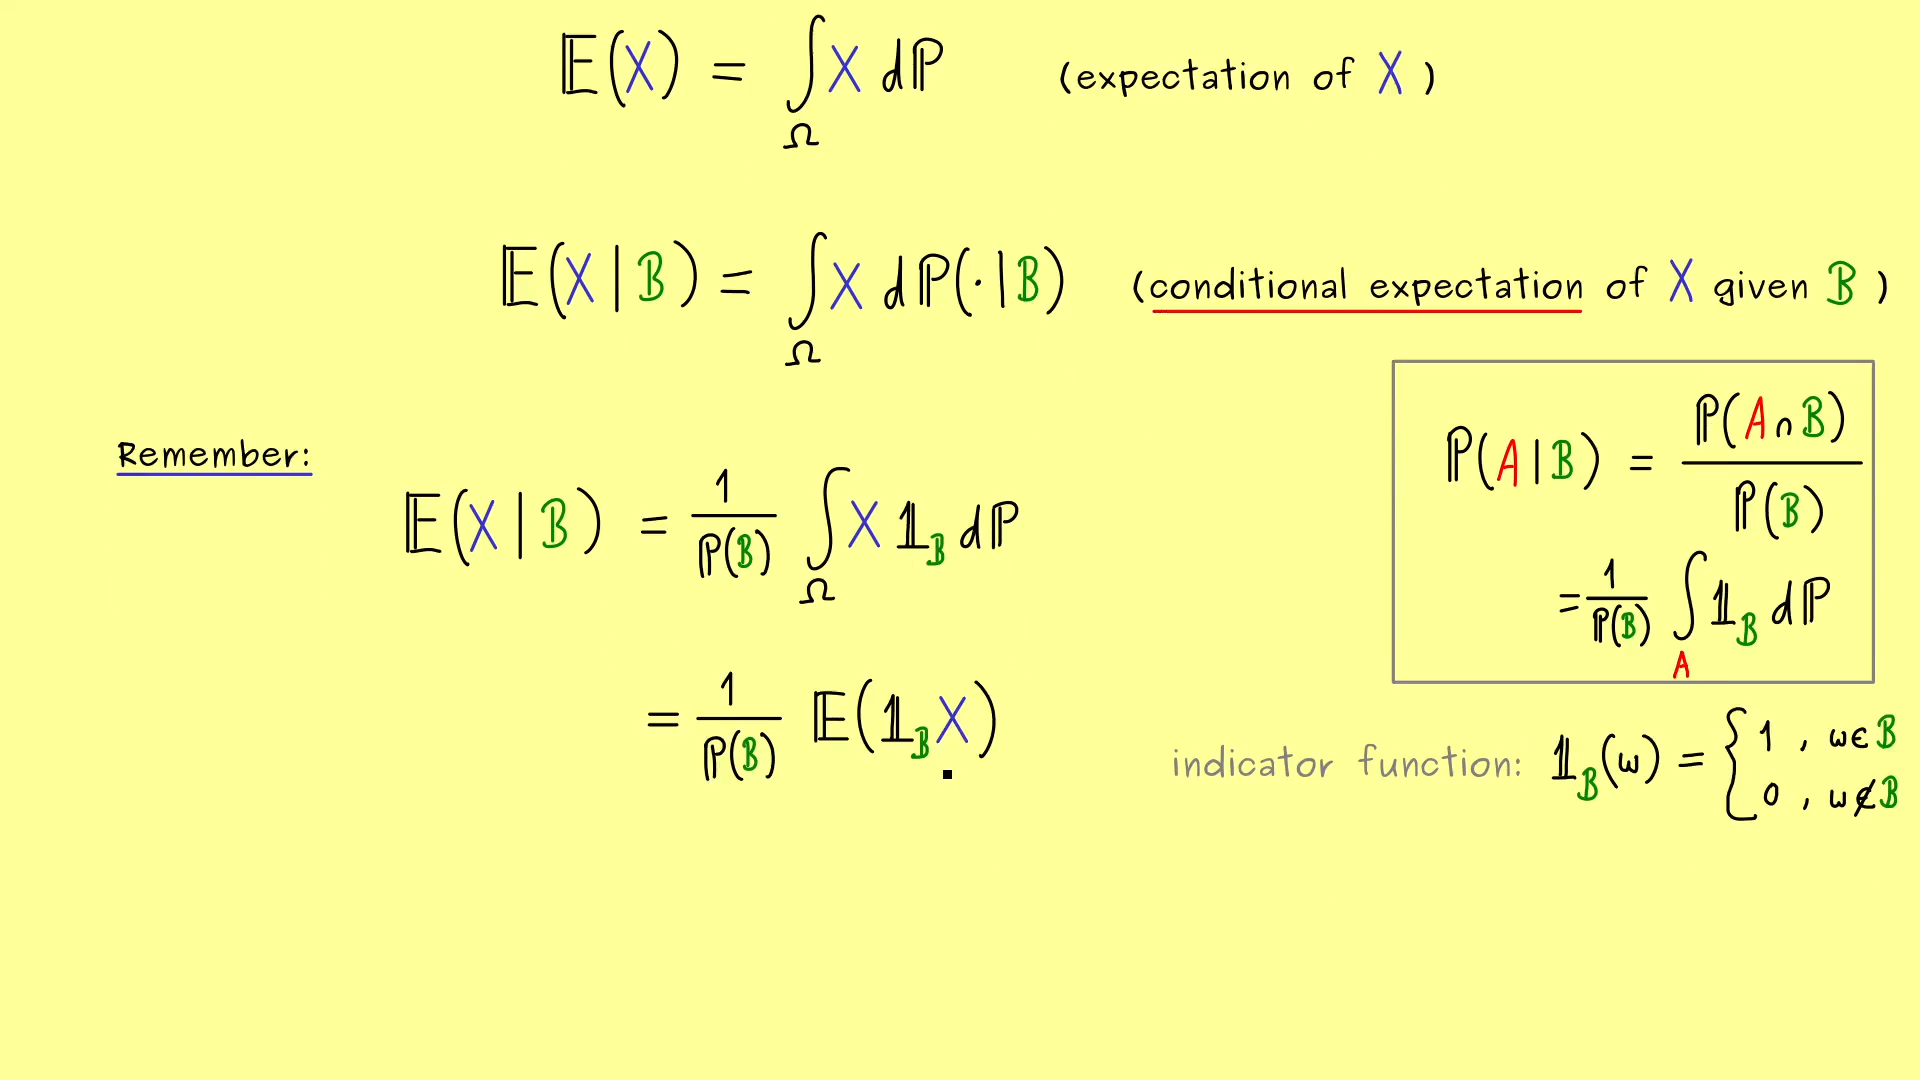 𝔼(X) = ∫_Ω X dℙ (expectation of X)
𝔼(X|B) = ∫_Ω X dℙ(·|B) (conditional expectation of X given B)
Remember:
𝔼(X|B) = 1/ℙ(B) ∫_Ω X 𝟙_B dℙ
= 1/ℙ(B) 𝔼(𝟙_B X)
ℙ(A|B) = ℙ(A∩B)/ℙ(B)
= 1/ℙ(B) ∫_A 𝟙_B dℙ
indicator function: 𝟙_B(ω) = { 1 , ω∈B
0 , ω∉B